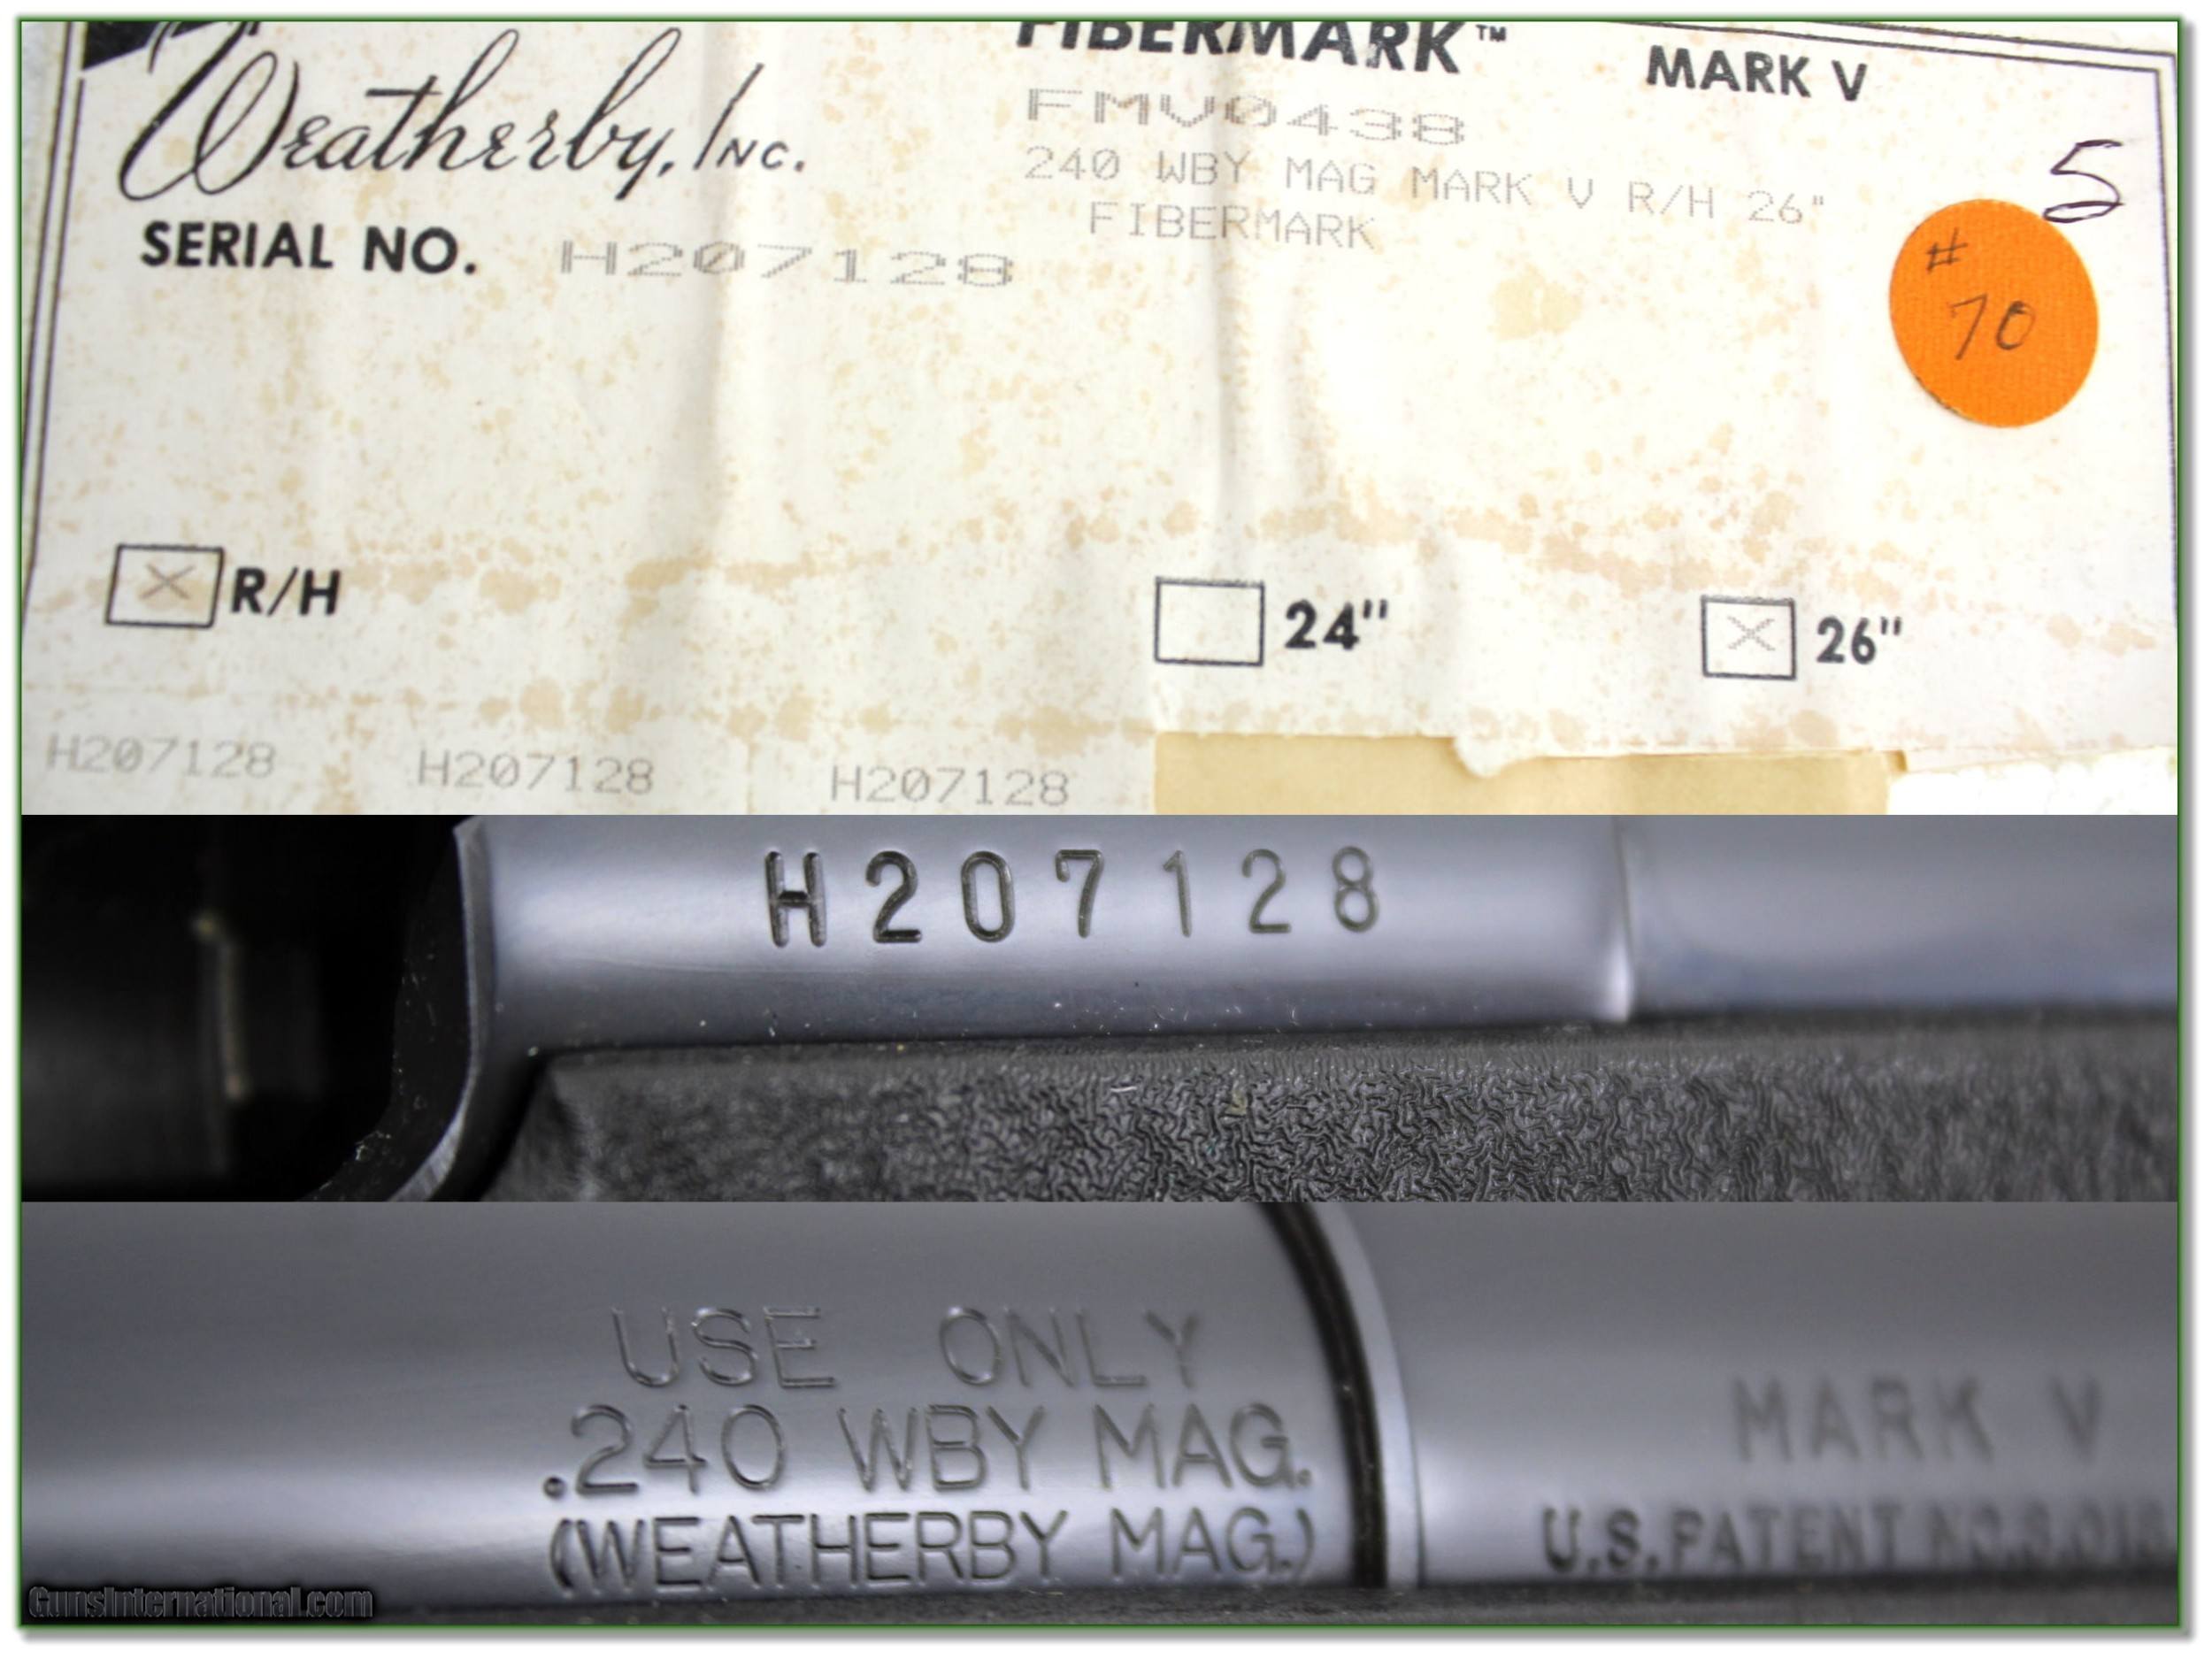 Weatherby, Inc.
FIBERMARK™ MARK V
FMV0438
240 WBY MAG MARK V R/H 26"
FIBERMARK
5
SERIAL NO. H207128
#
70
R/H
24"
26"
H207128 H207128 H207128
H207128
USE ONLY
.240 WBY MAG.
(WEATHERBY MAG.)
MARK V
U.S. PATENT
GunsInternational.com